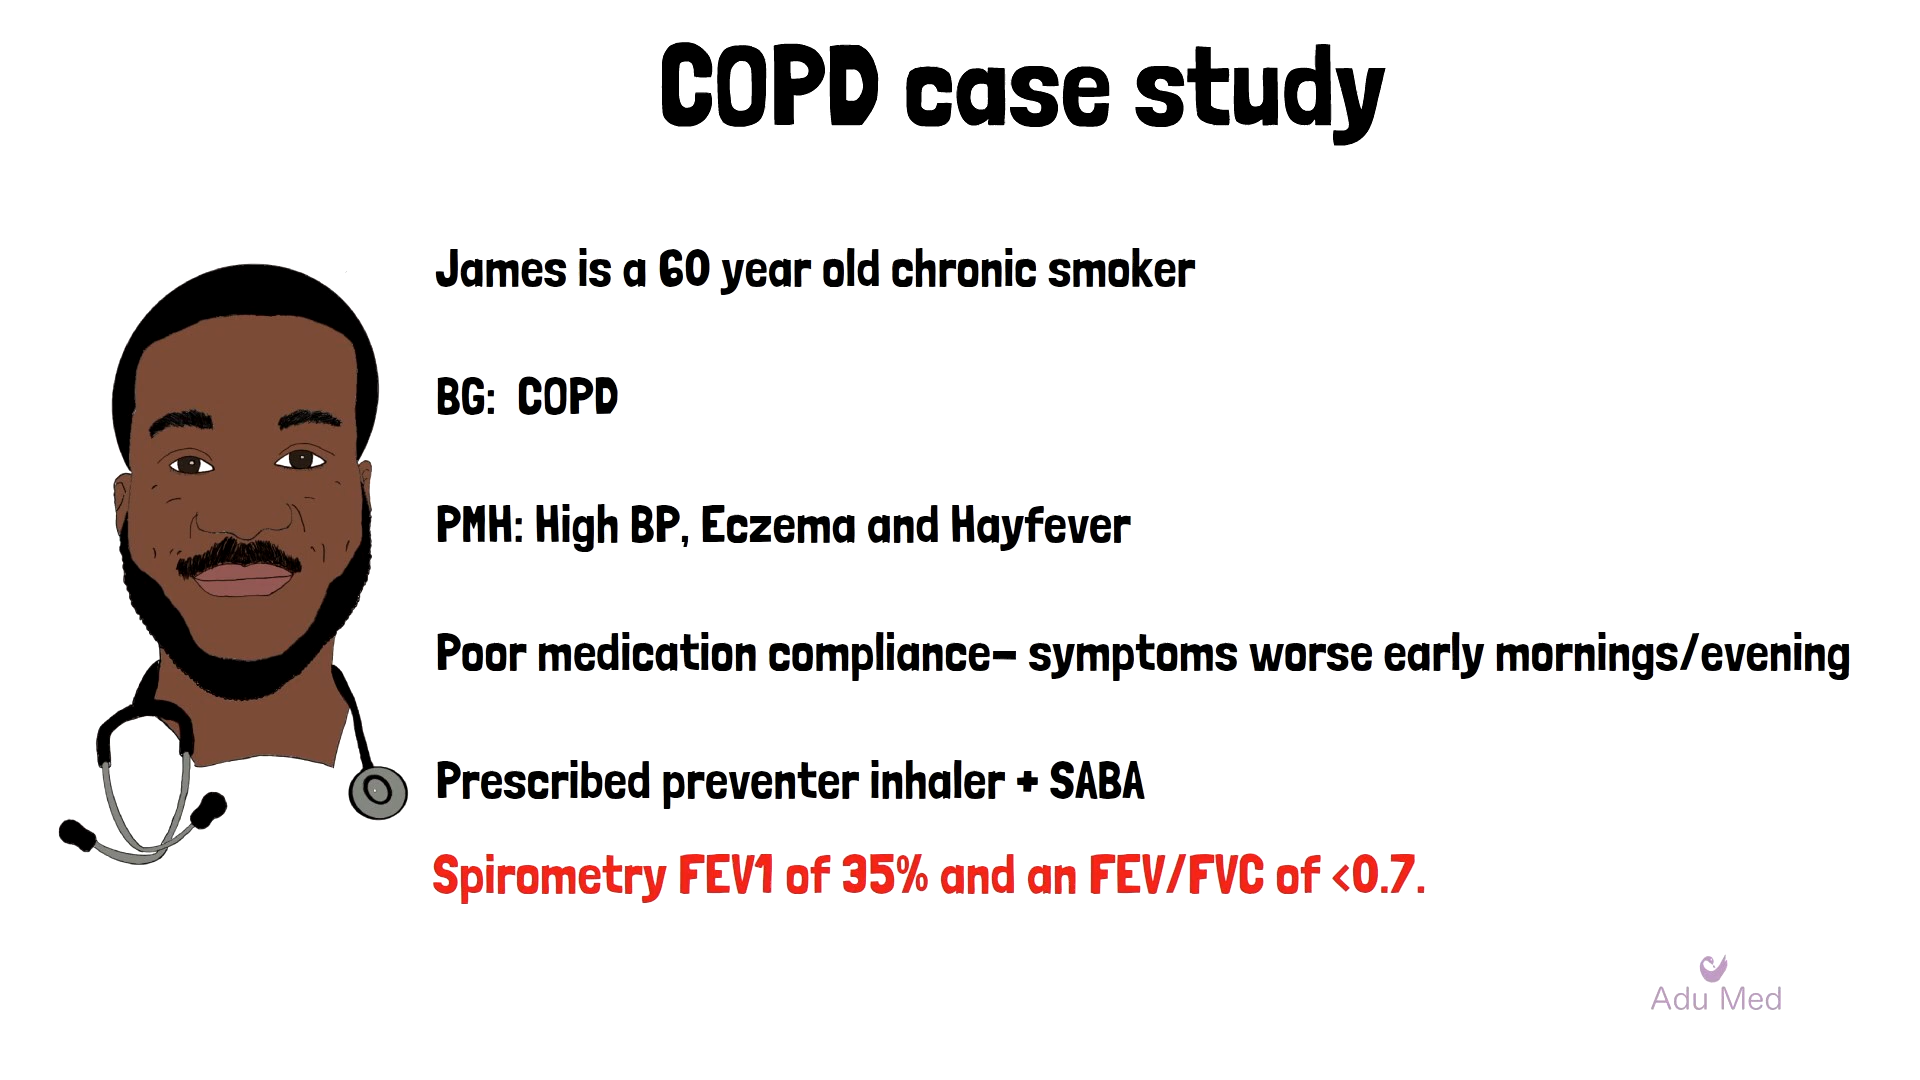 COPD case study
James is a 60 year old chronic smoker
BG: COPD
PMH: High BP, Eczema and Hayfever
Poor medication compliance- symptoms worse early mornings/evening
Prescribed preventer inhaler + SABA
Spirometry FEV1 of 35% and an FEV/FVC of <0.7.
Adu Med